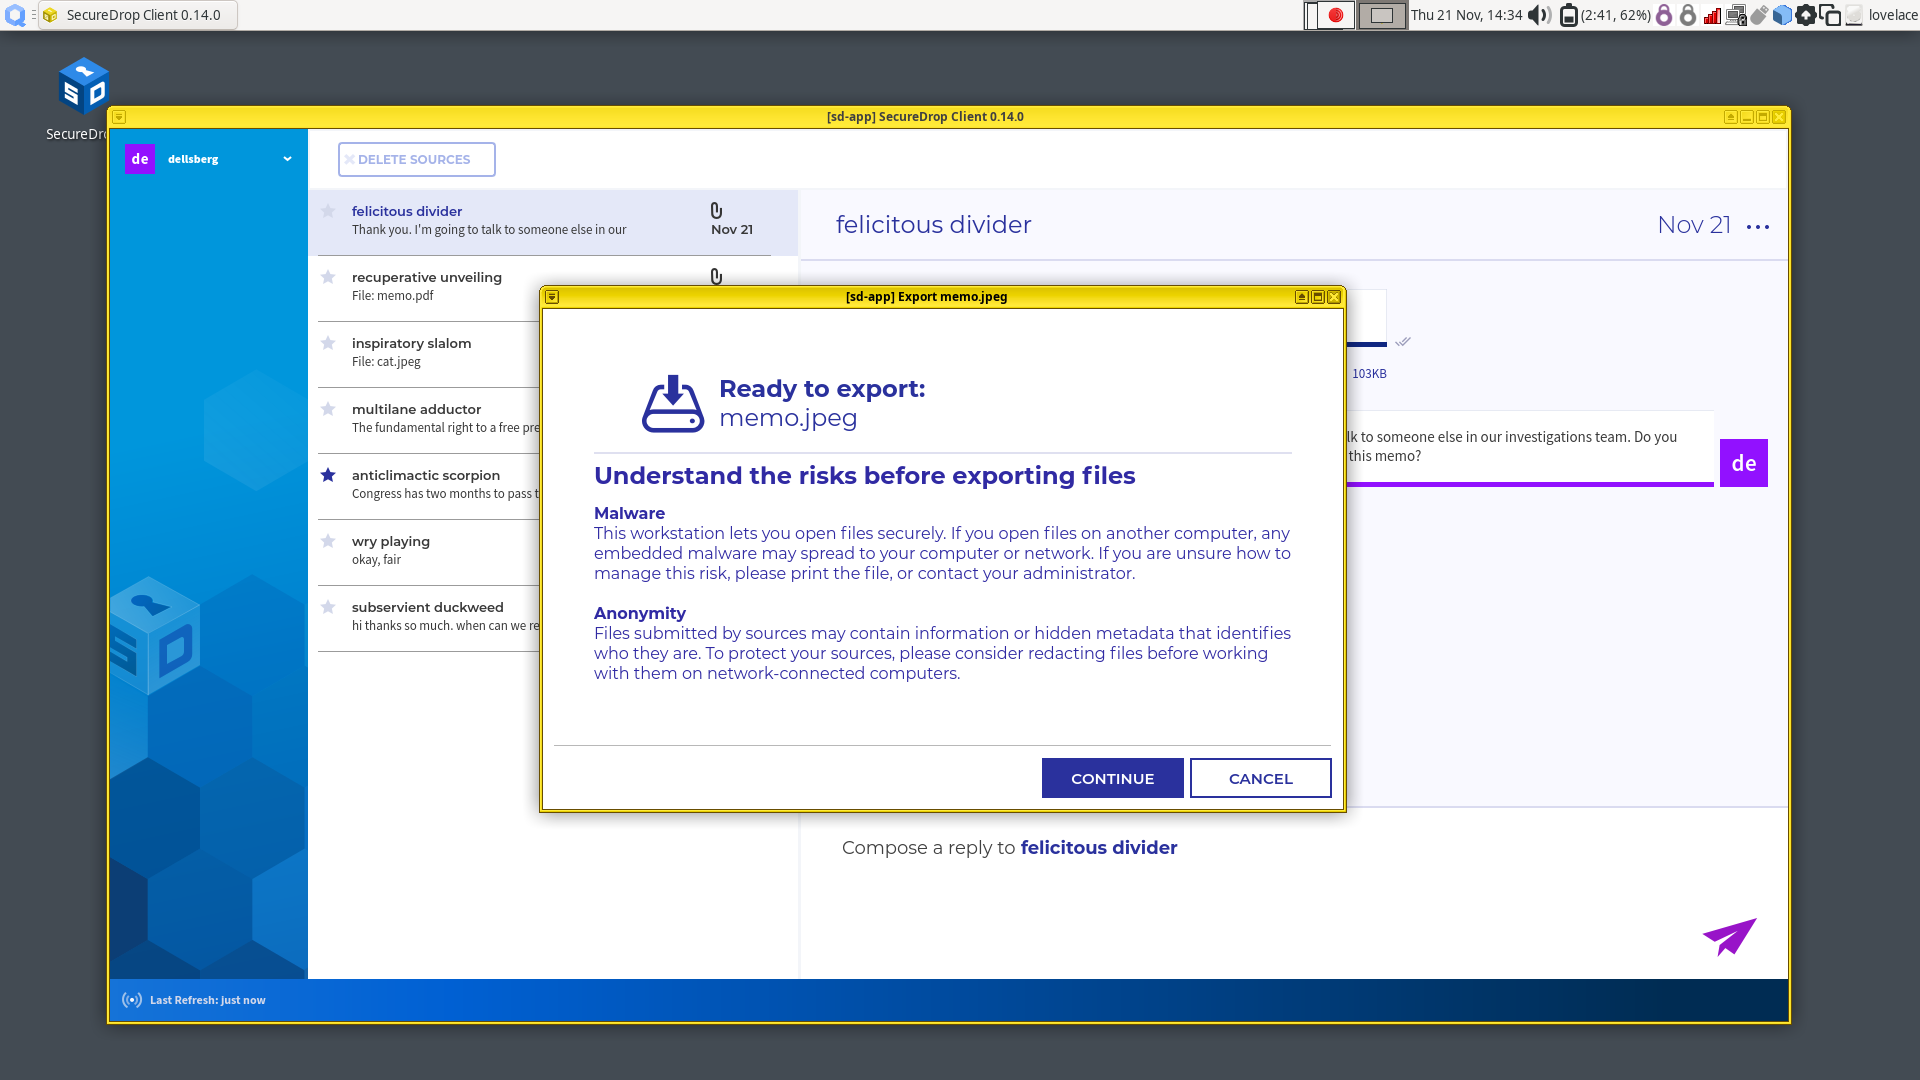 SecureDrop Client 0.14.0
Thu 21 Nov, 14:34
(2:41, 62%)
lovelace
SD
[sd-app] SecureDrop Client 0.14.0
de
dellsberg
DELETE SOURCES
felicitous divider
Thank you. I'm going to talk to someone else in our
Nov 21
recuperative unveiling
File: memo.pdf
inspiratory slalom
File: cat.jpeg
multilane adductor
The fundamental right to a free
anticlimactic scorpion
Congress has two months to pass
wry playing
okay, fair
subservient duckweed
hi thanks so much. when can we
felicitous divider
Nov 21
103KB
to someone else in our investigations team. Do you
this memo?
de
[sd-app] Export memo.jpeg
Ready to export:
memo.jpeg
Understand the risks before exporting files
Malware
This workstation lets you open files securely. If you open files on another computer, any
embedded malware may spread to your computer or network. If you are unsure how to
manage this risk, please print the file, or contact your administrator.
Anonymity
Files submitted by sources may contain information or hidden metadata that identifies
who they are. To protect your sources, please consider redacting files before working
with them on network-connected computers.
CONTINUE
CANCEL
Compose a reply to felicitous divider
SD
Last Refresh: just now